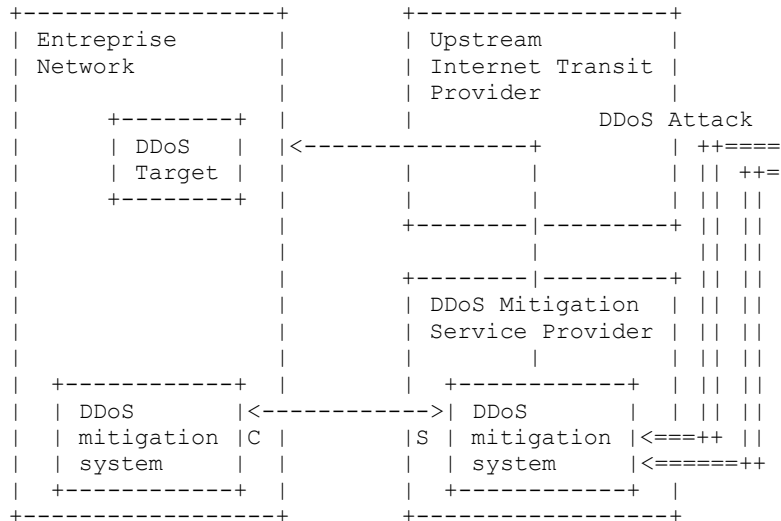 Entreprise
Network
Upstream
Internet Transit
Provider
DDoS Attack
DDoS
Target
DDoS Mitigation
Service Provider
DDoS
mitigation
system
C
S
DDoS
mitigation
system